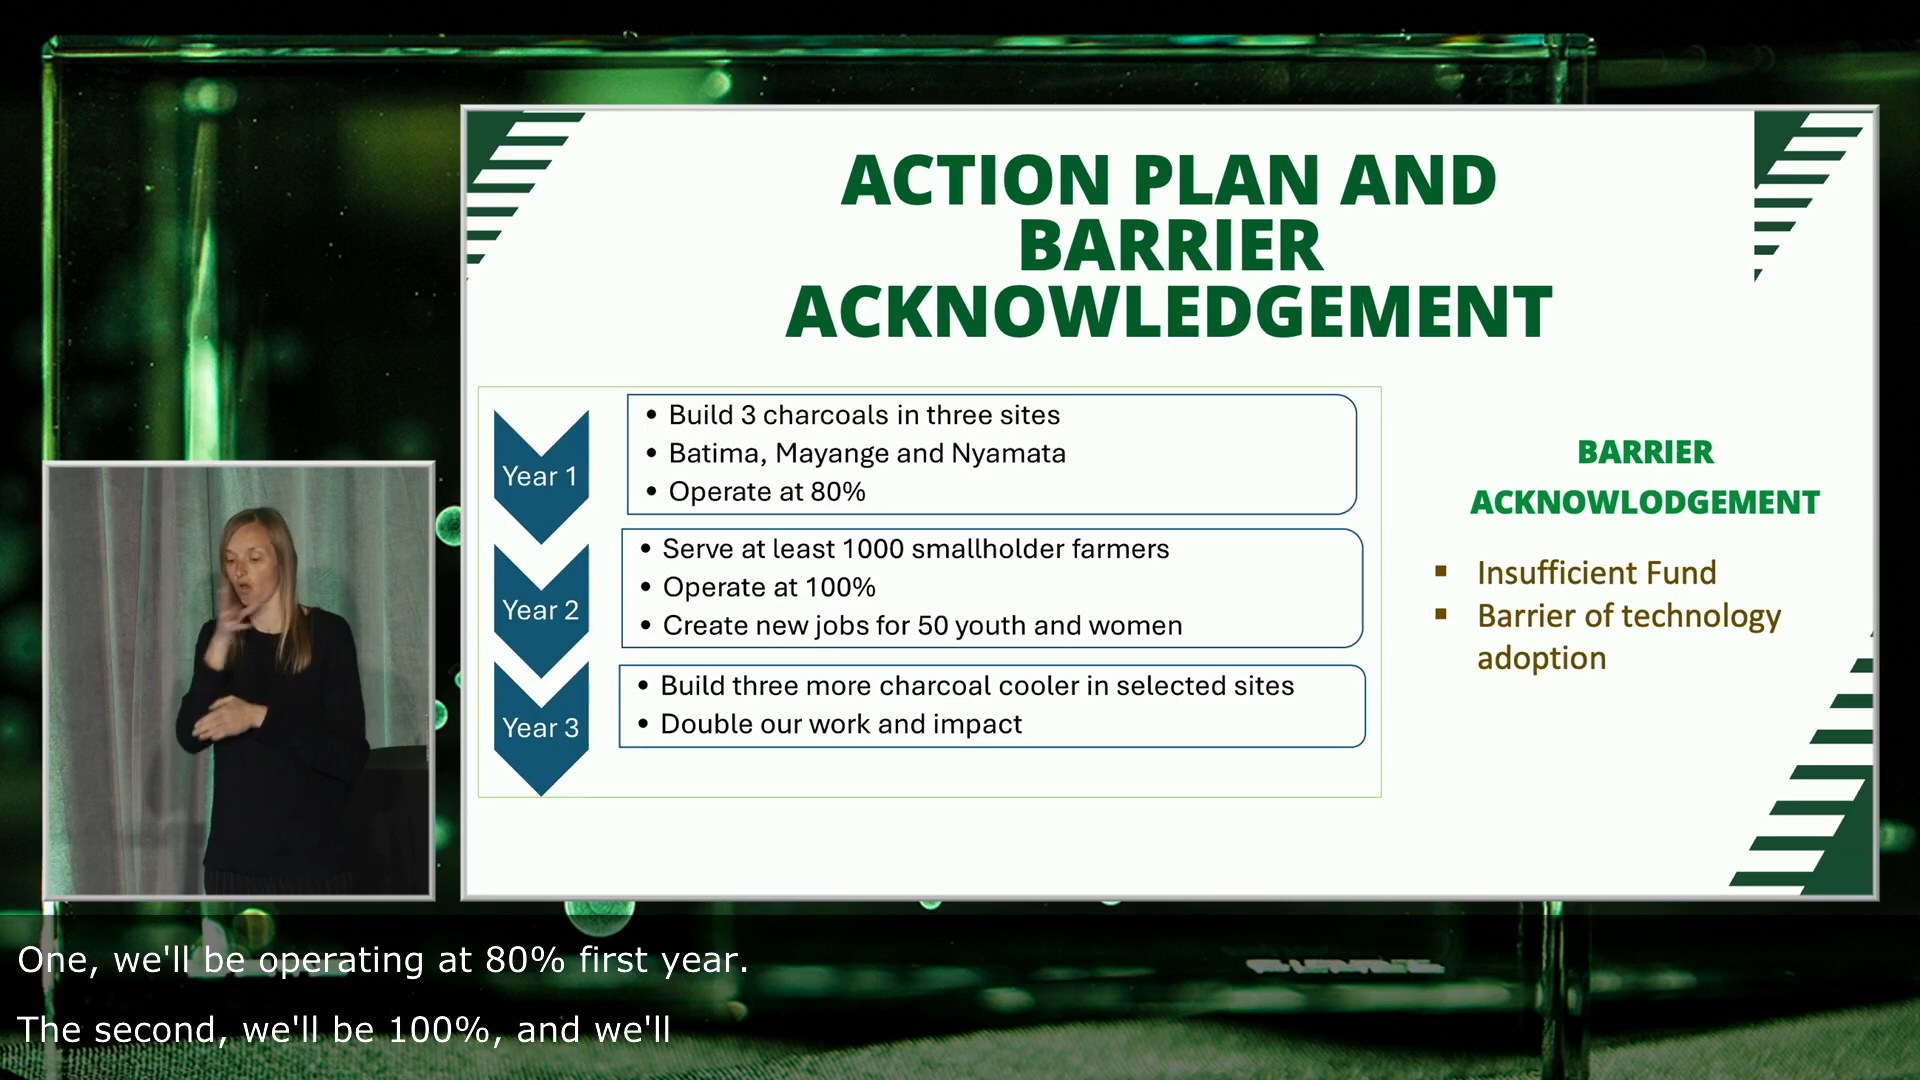 ACTION PLAN AND
BARRIER
ACKNOWLEDGEMENT
Year 1
• Build 3 charcoals in three sites
• Batima, Mayange and Nyamata
• Operate at 80%
Year 2
• Serve at least 1000 smallholder farmers
• Operate at 100%
• Create new jobs for 50 youth and women
Year 3
• Build three more charcoal cooler in selected sites
• Double our work and impact
BARRIER
ACKNOWLODGEMENT
▪ Insufficient Fund
▪ Barrier of technology
adoption
One, we'll be operating at 80% first year.
The second, we'll be 100%, and we'll